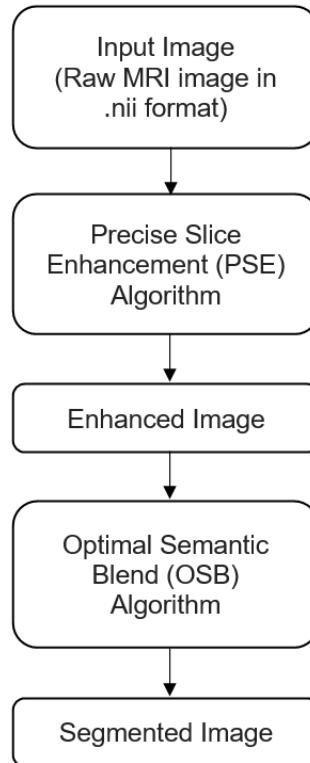 Input Image
(Raw MRI image in
.nii format)
Precise Slice
Enhancement (PSE)
Algorithm
Enhanced Image
Optimal Semantic
Blend (OSB)
Algorithm
Segmented Image